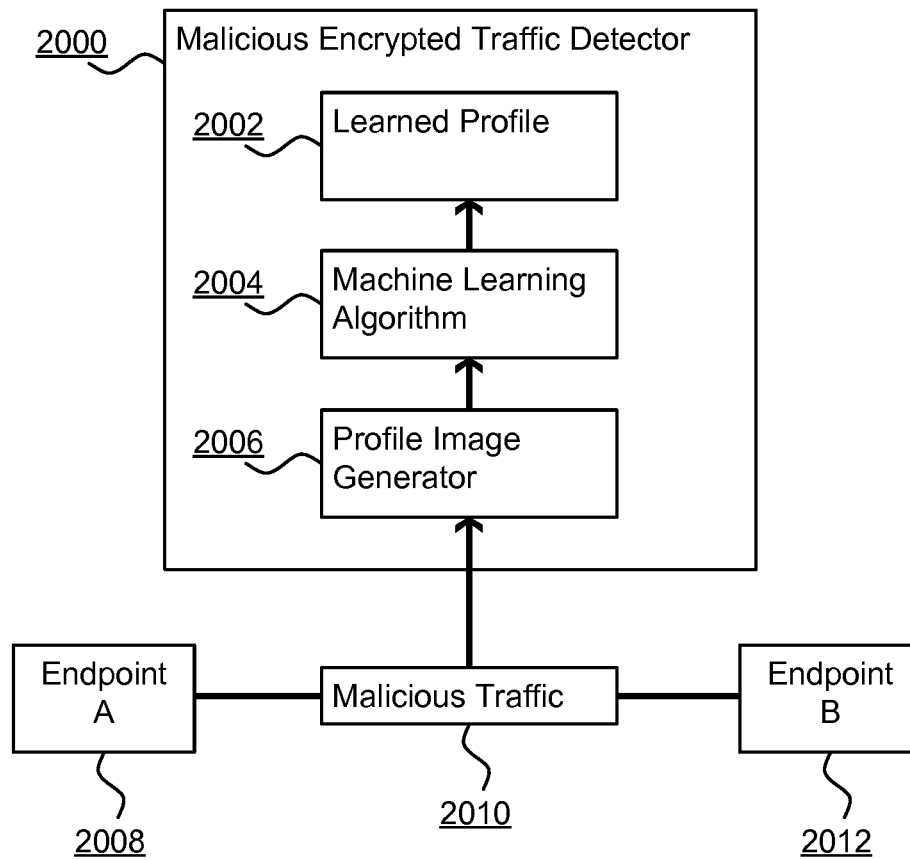 2000
Malicious Encrypted Traffic Detector
2002
Learned Profile
2004
Machine Learning
Algorithm
2006
Profile Image
Generator
Endpoint
A
Malicious Traffic
Endpoint
B
2008
2010
2012